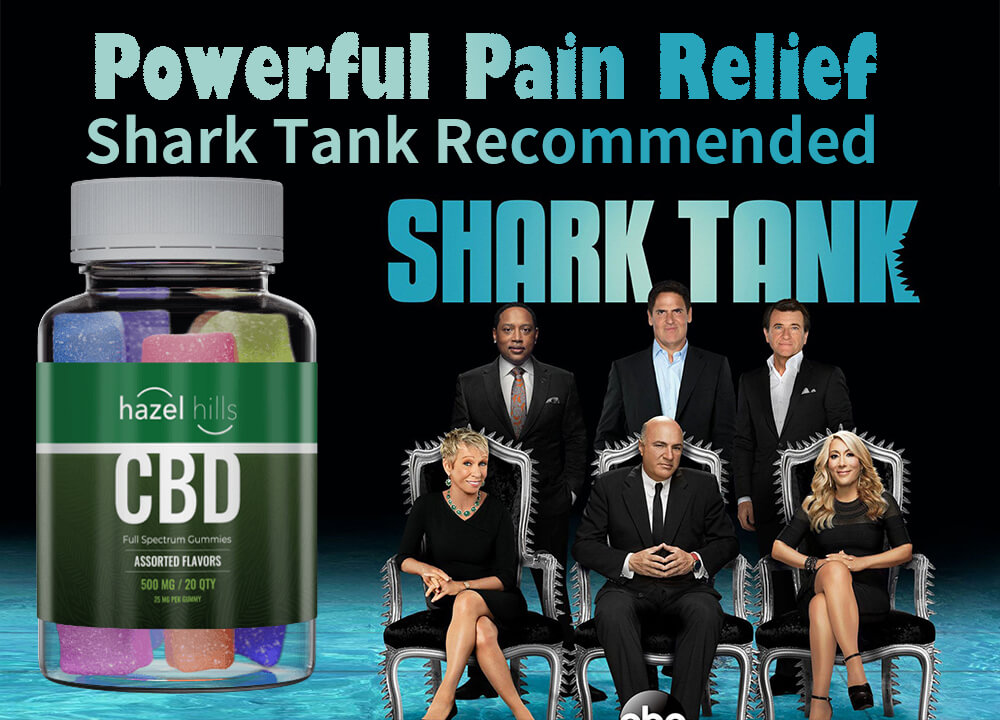 Powerful Pain Relief
Shark Tank Recommended
SHARK TANK
hazel hills
CBD
Full Spectrum Gummies
ASSORTED FLAVORS
500 MG / 20 QTY
25 MG PER GUMMY
abc